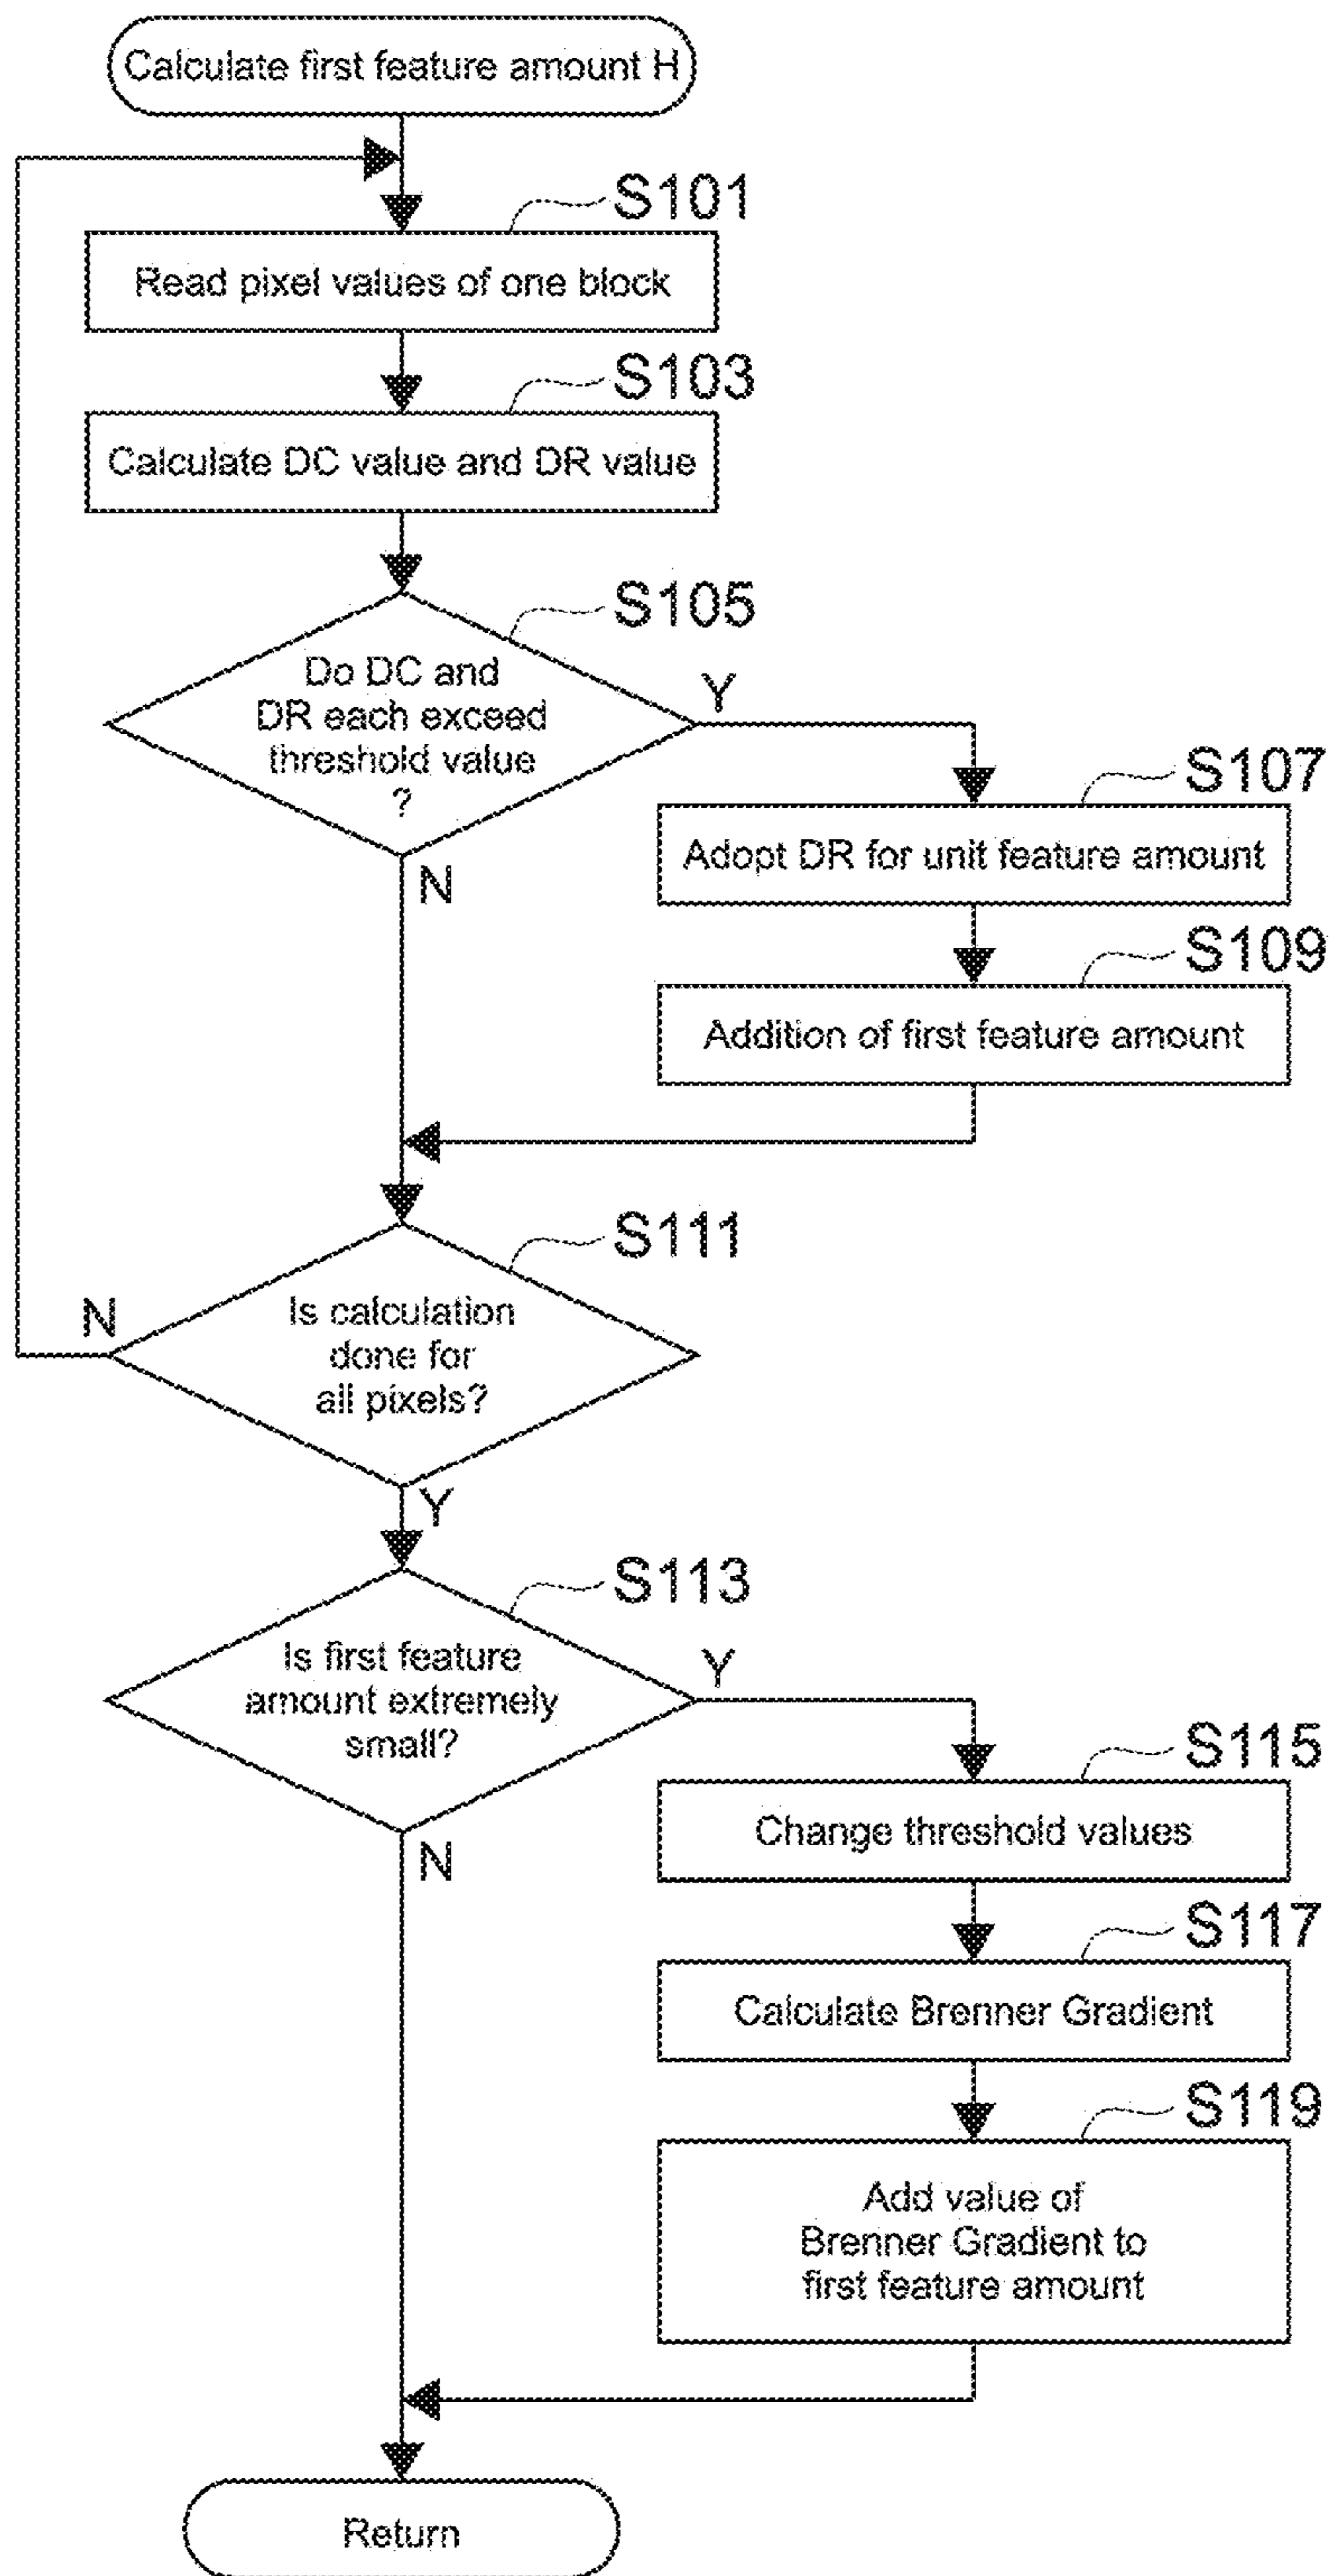 Calculate first feature amount H
S101
Read pixel values of one block
S103
Calculate DC value and DR value
S105
Do DC and
DR each exceed
threshold value
?
Y
N
S107
Adopt DR for unit feature amount
S109
Addition of first feature amount
S111
Is calculation
done for
all pixels?
N
Y
S113
Is first feature
amount extremely
small?
Y
N
S115
Change threshold values
S117
Calculate Brenner Gradient
S119
Add value of
Brenner Gradient to
first feature amount
Return